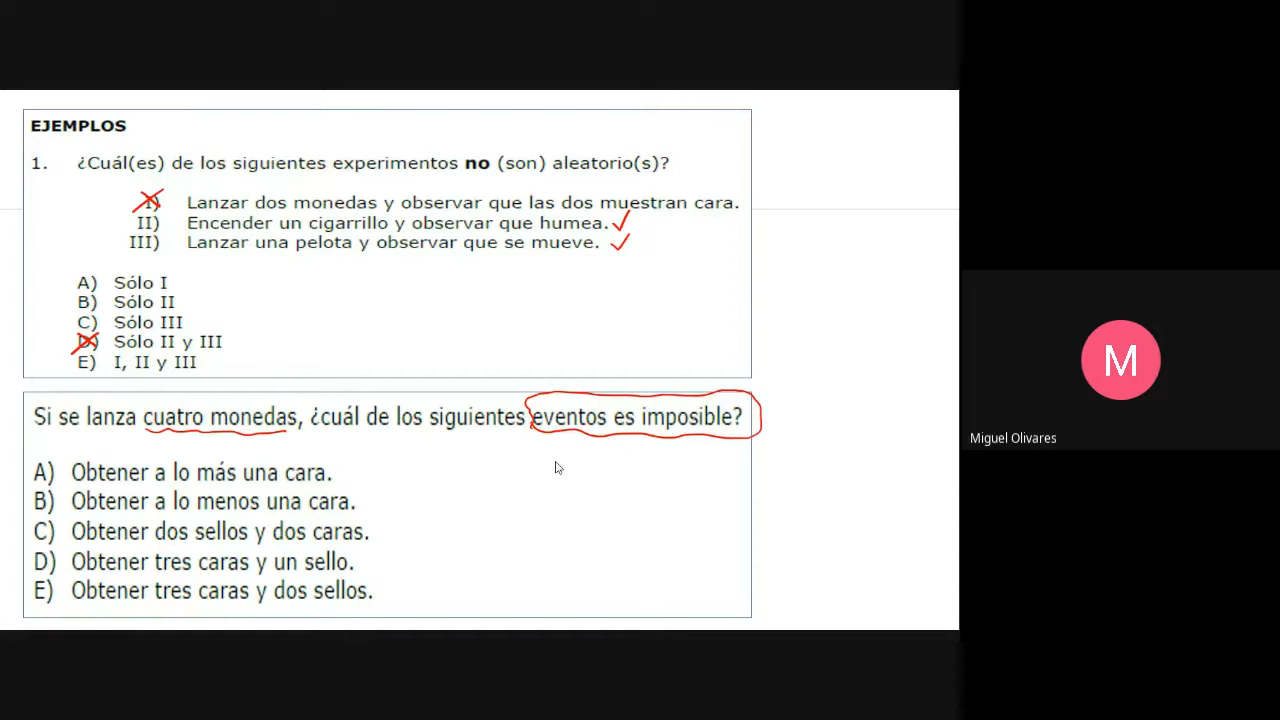 EJEMPLOS
1. ¿Cuál(es) de los siguientes experimentos no (son) aleatorio(s)?
I) Lanzar dos monedas y observar que las dos muestran cara.
II) Encender un cigarrillo y observar que humea.
III) Lanzar una pelota y observar que se mueve.
A) Sólo I
B) Sólo II
C) Sólo III
D) Sólo II y III
E) I, II y III
Si se lanza cuatro monedas, ¿cuál de los siguientes eventos es imposible?
A) Obtener a lo más una cara.
B) Obtener a lo menos una cara.
C) Obtener dos sellos y dos caras.
D) Obtener tres caras y un sello.
E) Obtener tres caras y dos sellos.
M
Miguel Olivares